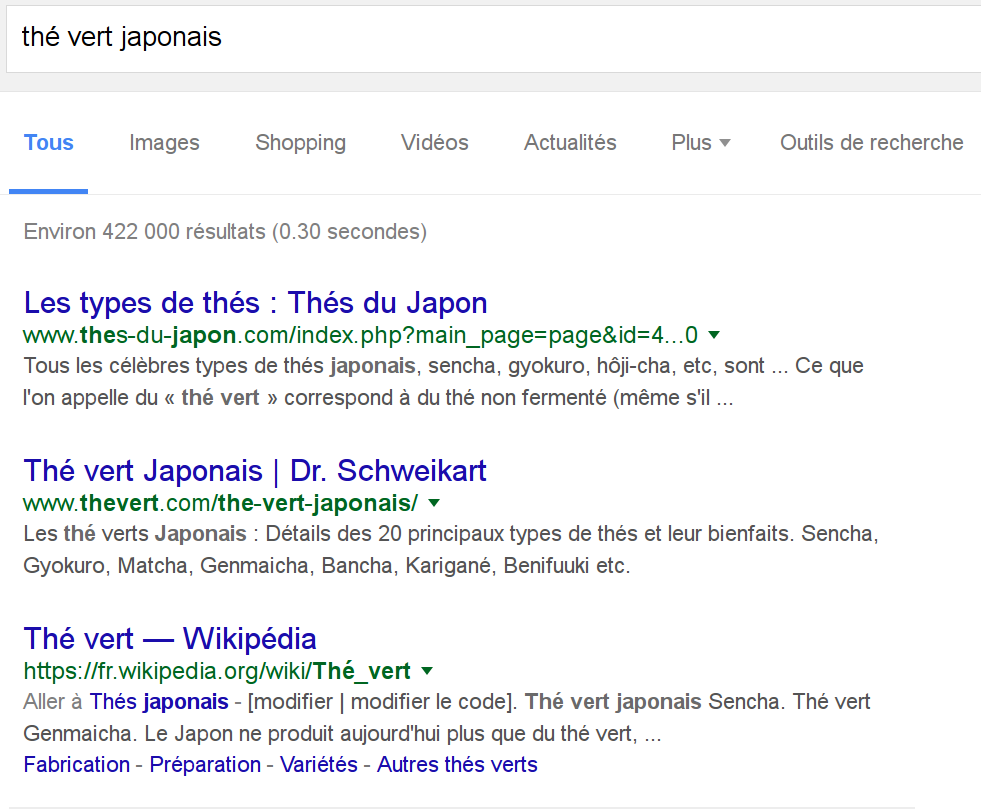 thé vert japonais
Tous Images Shopping Vidéos Actualités Plus Outils de recherche
Environ 422 000 résultats (0.30 secondes)
Les types de thés : Thés du Japon
www.thes-du-japon.com/index.php?main_page=page&id=4...0
Tous les célèbres types de thés japonais, sencha, gyokuro, hôji-cha, etc, sont ... Ce que
l'on appelle du « thé vert » correspond à du thé non fermenté (même s'il ...
Thé vert Japonais | Dr. Schweikart
www.thevert.com/the-vert-japonais/
Les thé verts Japonais : Détails des 20 principaux types de thés et leur bienfaits. Sencha,
Gyokuro, Matcha, Genmaicha, Bancha, Karigané, Benifuuki etc.
Thé vert — Wikipédia
https://fr.wikipedia.org/wiki/Thé_vert
Aller à Thés japonais - [modifier | modifier le code]. Thé vert japonais Sencha. Thé vert
Genmaicha. Le Japon ne produit aujourd'hui plus que du thé vert, ...
Fabrication - Préparation - Variétés - Autres thés verts